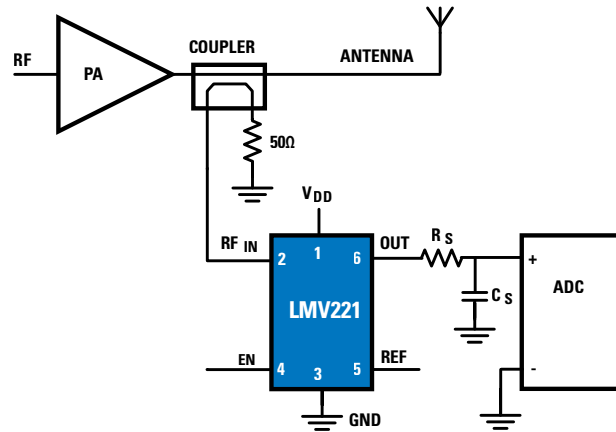 COUPLER
ANTENNA
RF
PA
50Ω
VDD
RF IN
2
1
6
OUT
RS
+
ADC
CS
LMV221
EN
4
3
5
REF
-
GND